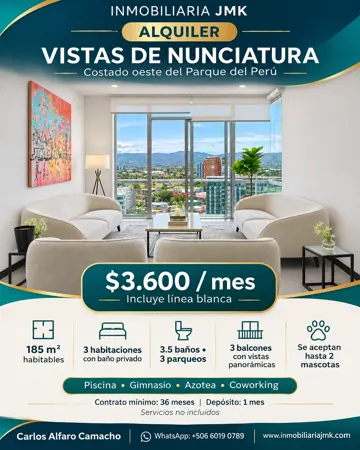 INMOBILIARIA JMK
ALQUILER
VISTAS DE NUNCIATURA
Costado oeste del Parque del Perú
$3.600 / mes
Incluye línea blanca
185 m²
habitables
3 habitaciones
con baño privado
3.5 baños •
3 parqueos
3 balcones
con vistas
panorámicas
Se aceptan
hasta 2
mascotas
Piscina • Gimnasio • Azotea • Coworking
Contrato mínimo: 36 meses | Depósito: 1 mes
Servicios no incluidos
Carlos Alfaro Camacho
WhatsApp: +506 6019 0789
www.inmobiliariajmk.com